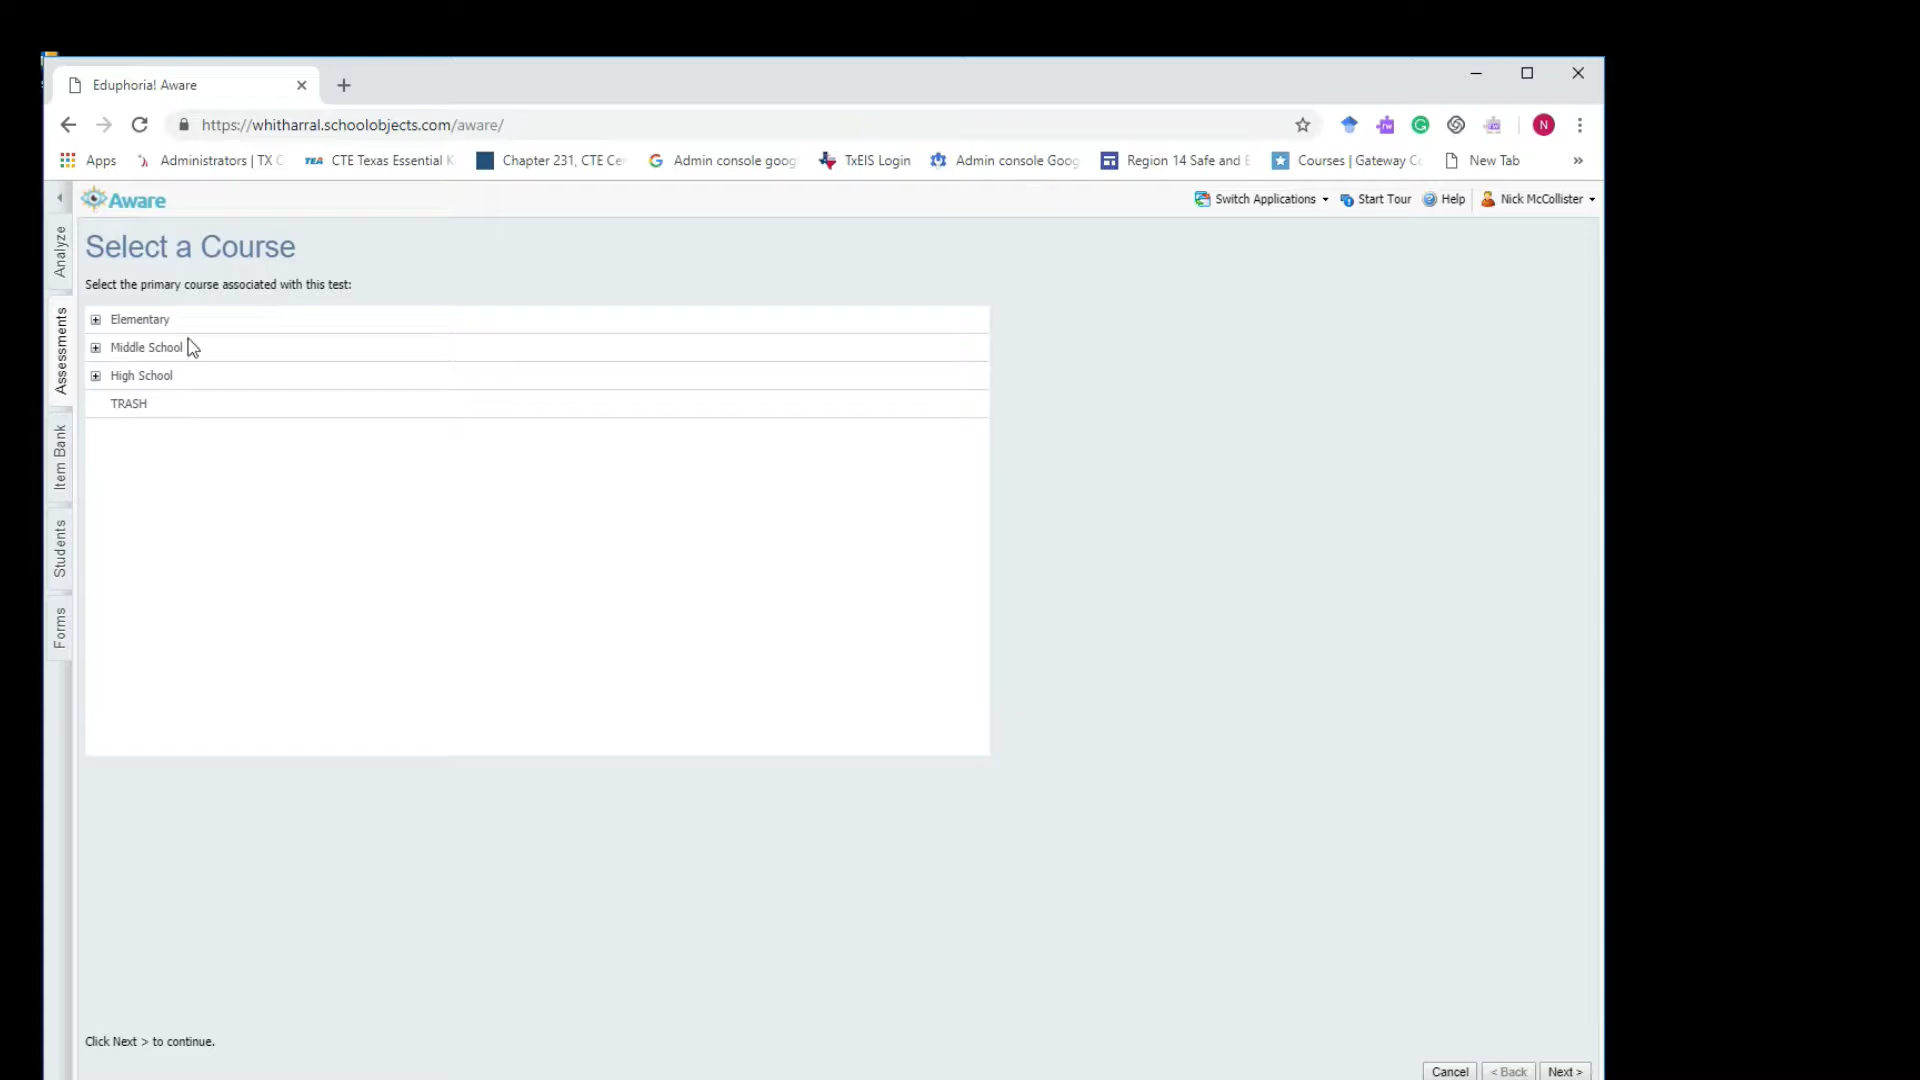 Eduphoria! Aware
https://whitharral.schoolobjects.com/aware/
N
Apps Administrators | TX C TEA CTE Texas Essential K Chapter 231, CTE Cer G Admin console goog TxEIS Login Admin console Goog Region 14 Safe and E Courses | Gateway Co New Tab »
Aware Switch Applications Start Tour Help Nick McCollister
Analyze
Assessments
Item Bank
Students
Forms
Select a Course
Select the primary course associated with this test:
Elementary
Middle School
High School
TRASH
Click Next > to continue.
Cancel < Back Next >